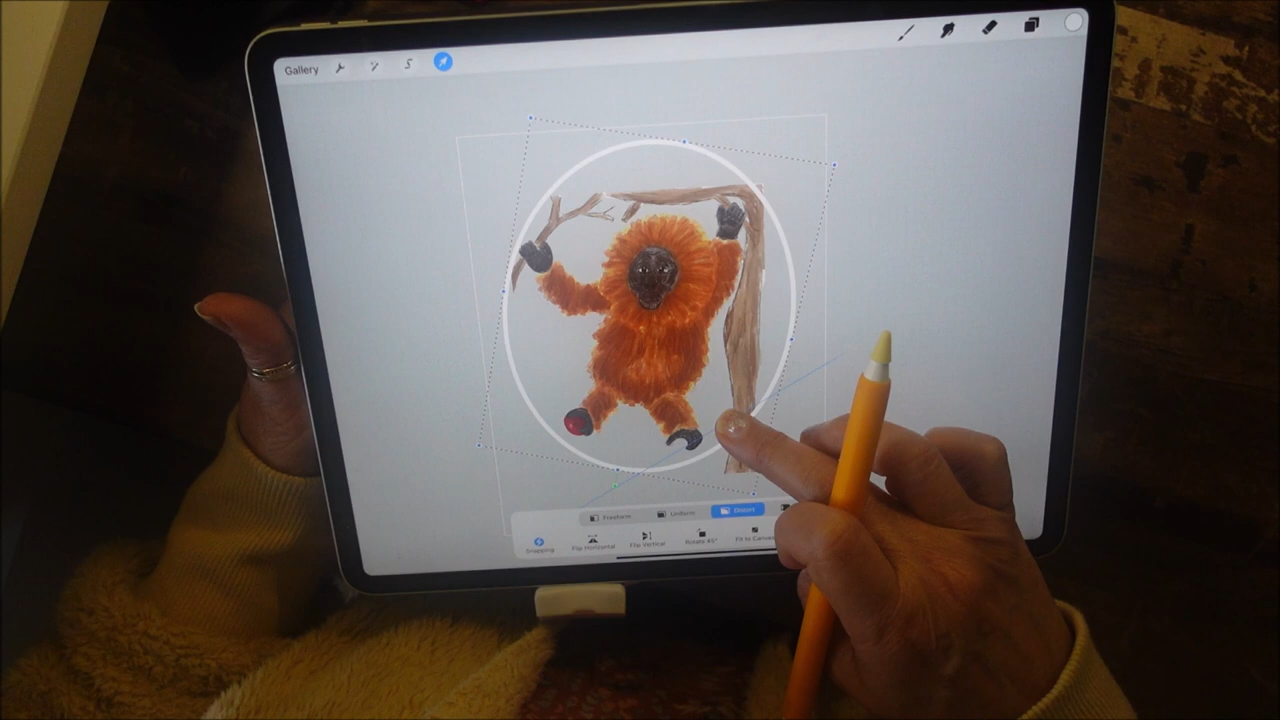 Gallery
Freeform Uniform Distort
Snapping Flip Horizontal Flip Vertical Rotate 45° Fit to Canvas